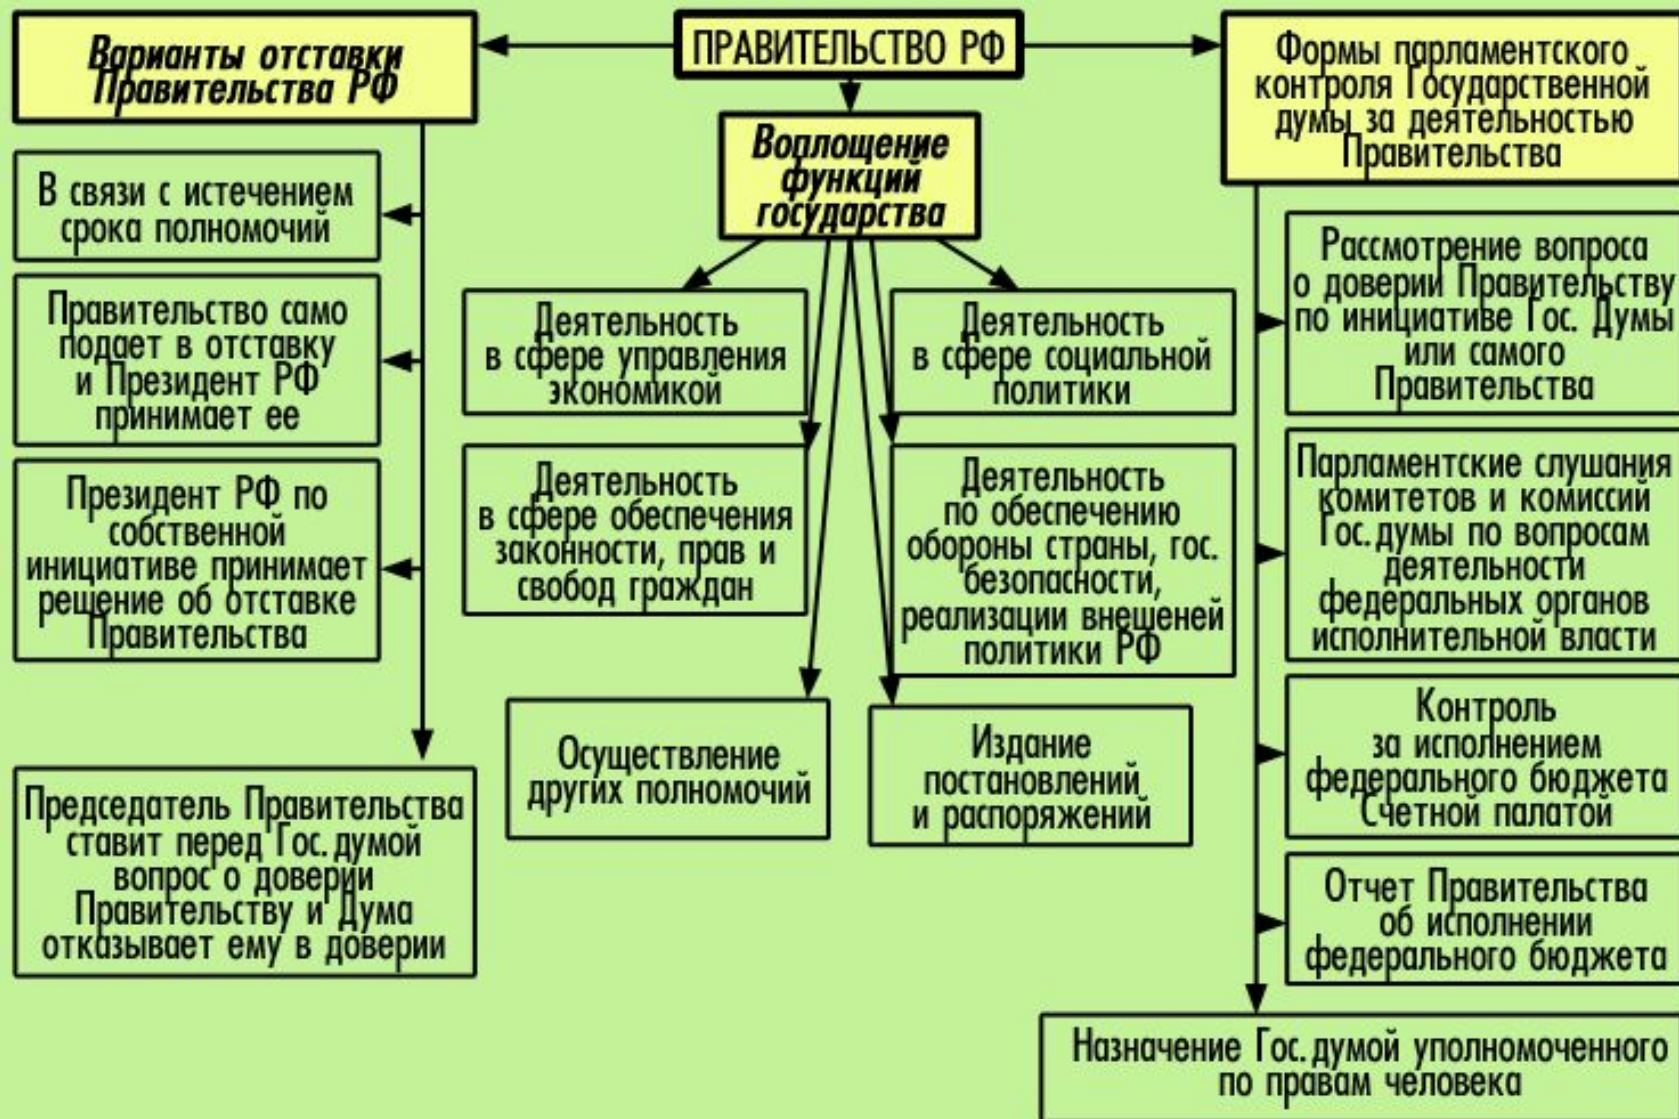 ПРАВИТЕЛЬСТВО РФ
Варианты отставки
Правительства РФ
В связи с истечением
срока полномочий
Правительство само
подает в отставку
и Президент РФ
принимает ее
Президент РФ по
собственной
инициативе принимает
решение об отставке
Правительства
Председатель Правительства
ставит перед Гос. думой
вопрос о доверии
Правительству и Дума
отказывает ему в доверии
Воплощение
функций
государства
Деятельность
в сфере управления
экономикой
Деятельность
в сфере социальной
политики
Деятельность
в сфере обеспечения
законности, прав и
свобод граждан
Деятельность
по обеспечению
обороны страны, гос.
безопасности,
реализации внешеней
политики РФ
Осуществление
других полномочий
Издание
постановлений
и распоряжений
Формы парламентского
контроля Государственной
думы за деятельностью
Правительства
Рассмотрение вопроса
о доверии Правительству
по инициативе Гос. Думы
или самого
Правительства
Парламентские слушания
комитетов и комиссий
Гос. думы по вопросам
деятельности
федеральных органов
исполнительной власти
Контроль
за исполнением
федерального бюджета
Счетной палатой
Отчет Правительства
об исполнении
федерального бюджета
Назначение Гос. думой уполномоченного
по правам человека